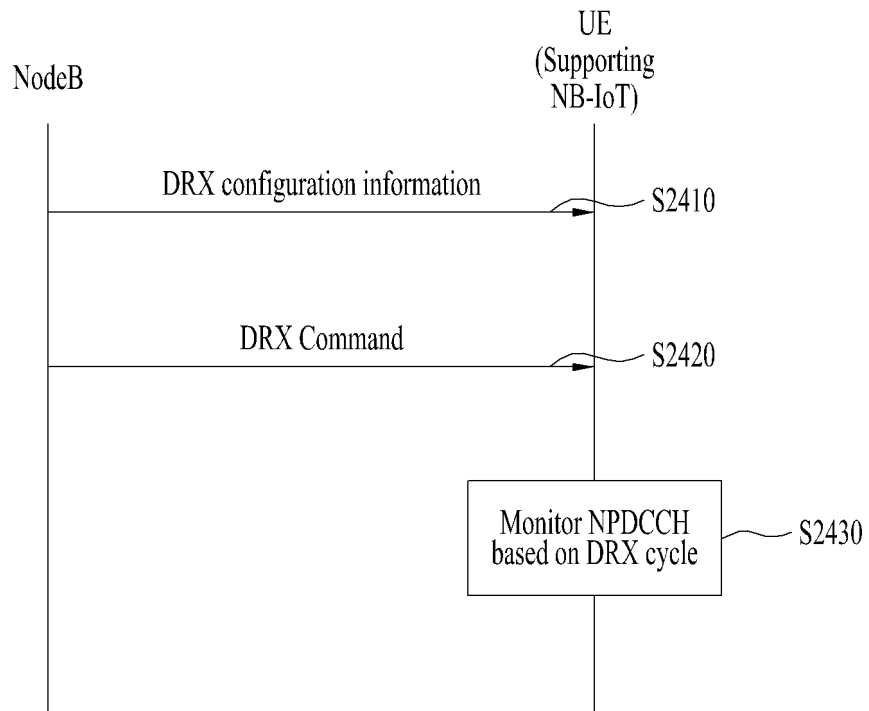 UE
(Supporting
NB-IoT)
NodeB
DRX configuration information
S2410
DRX Command
S2420
Monitor NPDCCH
based on DRX cycle
S2430